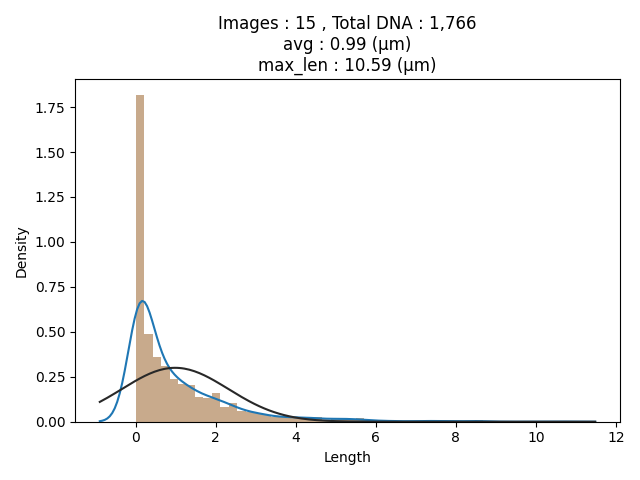 Images : 15 , Total DNA : 1,766
avg : 0.99 (μm)
max_len : 10.59 (μm)
1.75
1.50
1.25
1.00
0.75
0.50
0.25
0.00
Density
0 2 4 6 8 10 12
Length